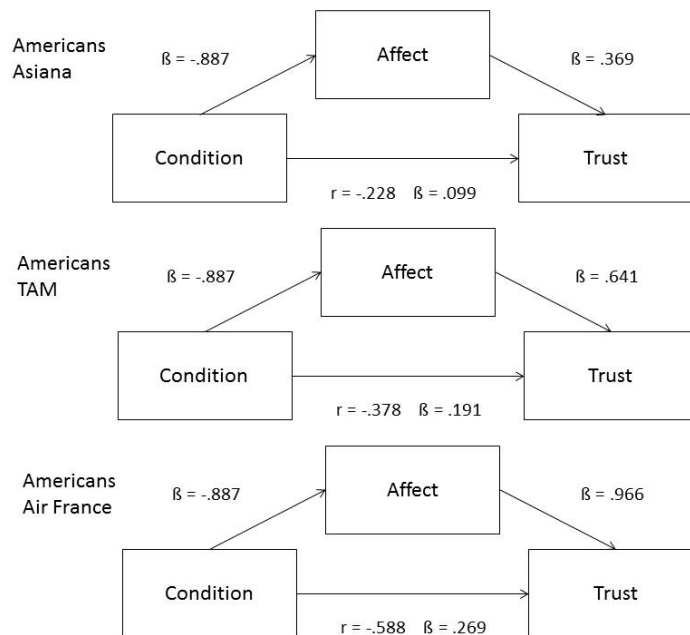 Americans
Asiana
ß = -.887
Affect
ß = .369
Condition
Trust
r = -.228 ß = .099
Americans
TAM
ß = -.887
Affect
ß = .641
Condition
Trust
r = -.378 ß = .191
Americans
Air France
ß = -.887
Affect
ß = .966
Condition
Trust
r = -.588 ß = .269